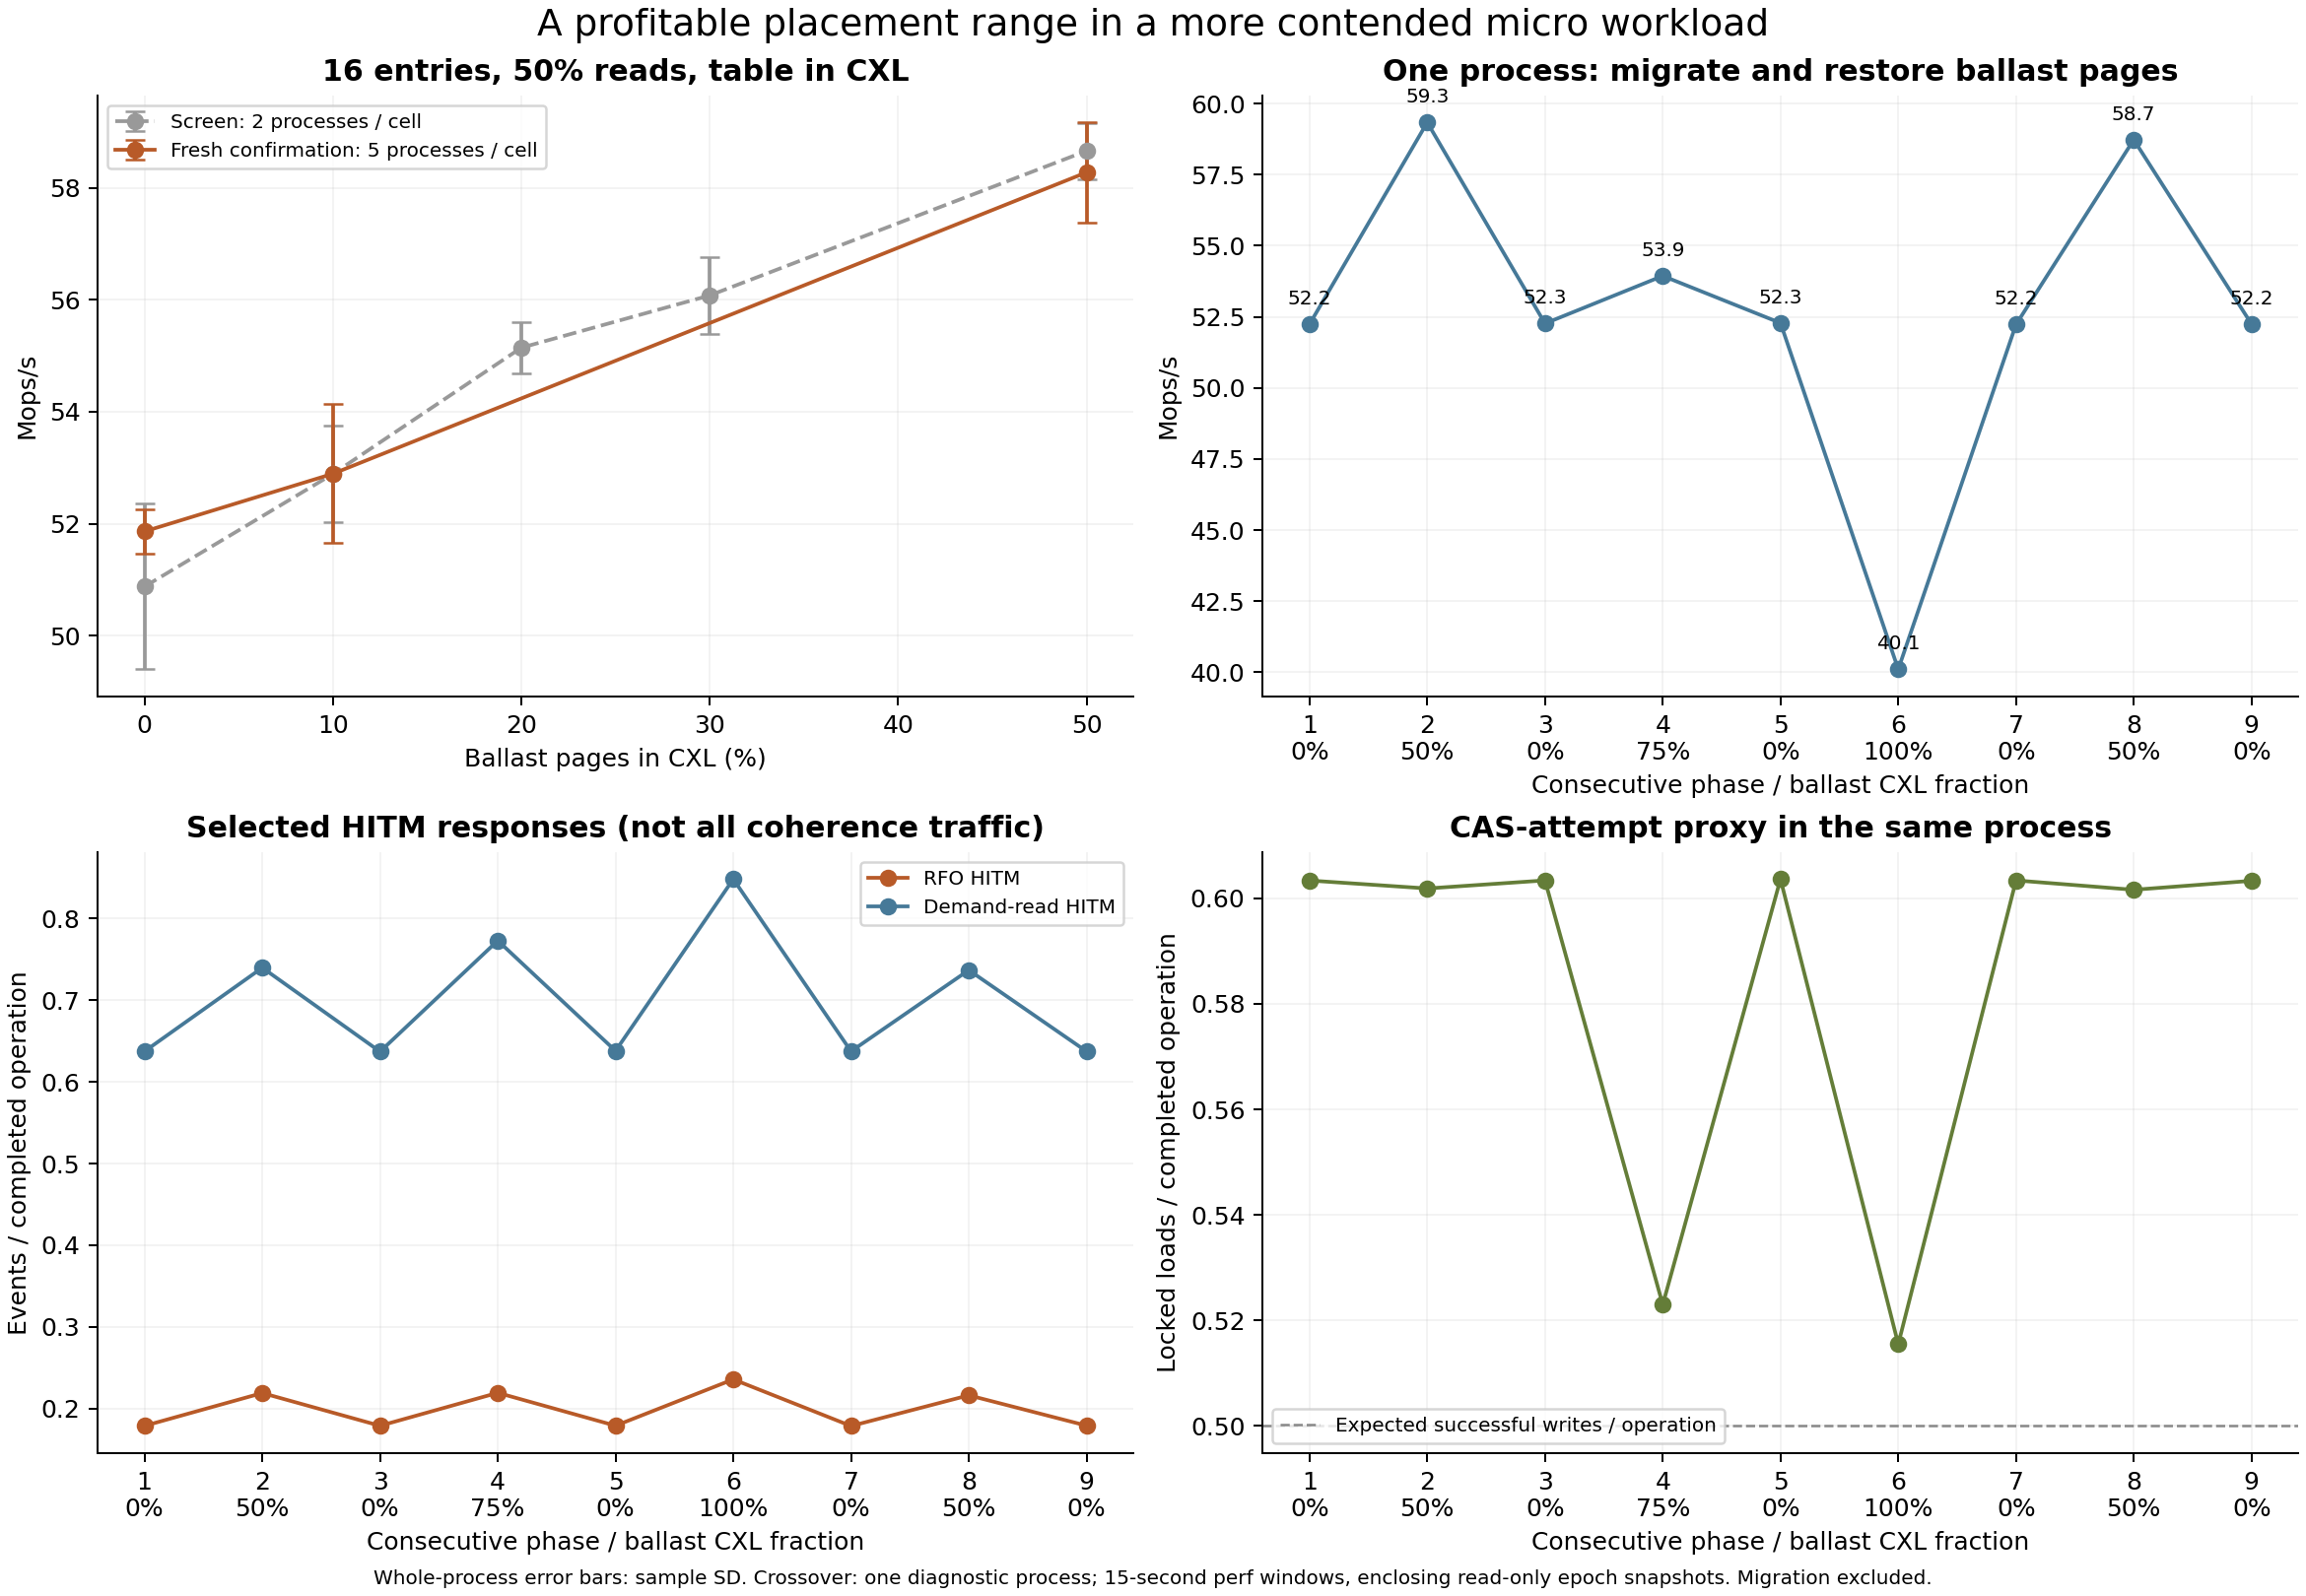 A profitable placement range in a more contended micro workload
16 entries, 50% reads, table in CXL
Screen: 2 processes / cell
Fresh confirmation: 5 processes / cell
Mops/s
58
56
54
52
50
0 10 20 30 40 50
Ballast pages in CXL (%)
One process: migrate and restore ballast pages
Mops/s
60.0
57.5
55.0
52.5
50.0
47.5
45.0
42.5
40.0
52.2 59.3 52.3 53.9 52.3 40.1 52.2 58.7 52.2
1 2 3 4 5 6 7 8 9
0% 50% 0% 75% 0% 100% 0% 50% 0%
Consecutive phase / ballast CXL fraction
Selected HITM responses (not all coherence traffic)
RFO HITM
Demand-read HITM
Events / completed operation
0.8
0.7
0.6
0.5
0.4
0.3
0.2
1 2 3 4 5 6 7 8 9
0% 50% 0% 75% 0% 100% 0% 50% 0%
Consecutive phase / ballast CXL fraction
CAS-attempt proxy in the same process
Locked loads / completed operation
0.60
0.58
0.56
0.54
0.52
0.50
Expected successful writes / operation
1 2 3 4 5 6 7 8 9
0% 50% 0% 75% 0% 100% 0% 50% 0%
Consecutive phase / ballast CXL fraction
Whole-process error bars: sample SD. Crossover: one diagnostic process; 15-second perf windows, enclosing read-only epoch snapshots. Migration excluded.